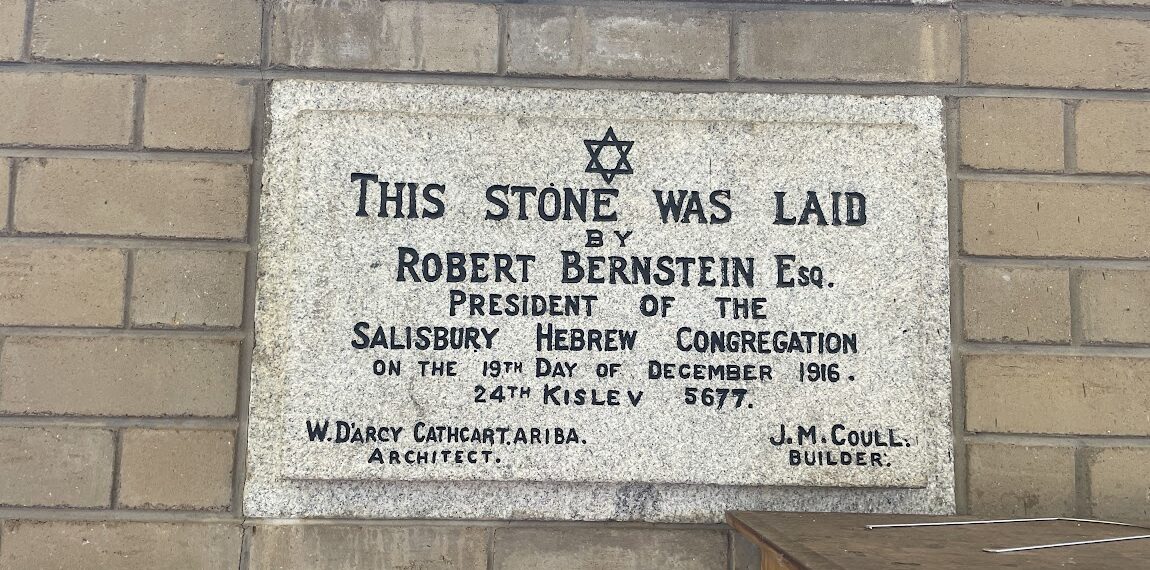 THIS STONE WAS LAID
BY
ROBERT BERNSTEIN ESQ.
PRESIDENT OF THE
SALISBURY HEBREW CONGREGATION
ON THE 19TH DAY OF DECEMBER 1916.
24TH KISLEV 5677.
W. D'ARCY CATHCART. ARIBA.
ARCHITECT.
J. M. COULL.
BUILDER.